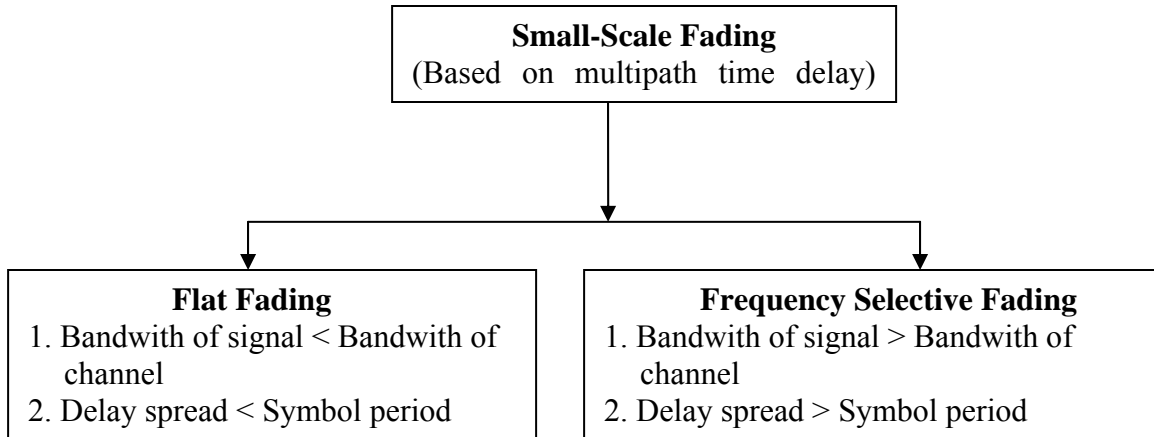 Small-Scale Fading
(Based on multipath time delay)
Flat Fading
1. Bandwith of signal < Bandwith of
channel
2. Delay spread < Symbol period
Frequency Selective Fading
1. Bandwith of signal > Bandwith of
channel
2. Delay spread > Symbol period